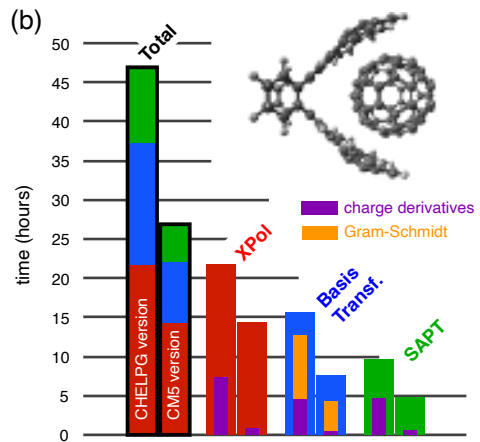 (b)
50
45
40
35
30
25
20
15
10
5
0
time (hours)
Total
CHELPG version
CM5 version
XPol
Basis
Transf.
SAPT
charge derivatives
Gram-Schmidt